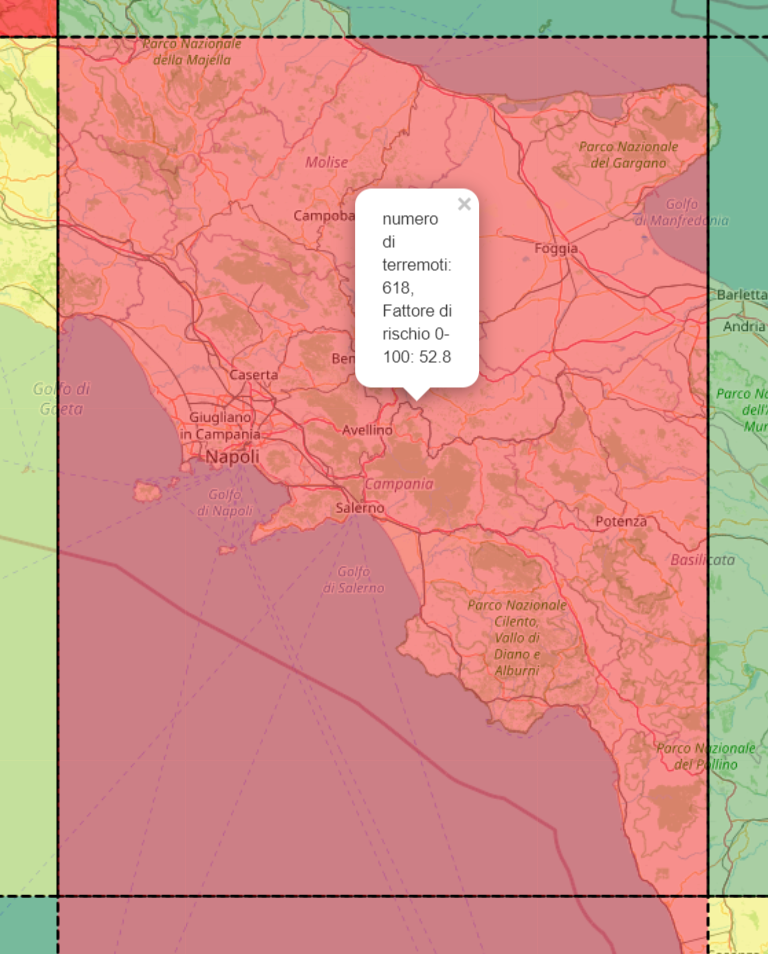 Parco Nazionale
della Majella
Molise
Parco Nazionale
del Gargano
Golfo
di Manfredonia
Campoba
×
numero
di
terremoti:
618,
Fattore di
rischio 0-
100: 52.8
Foggia
Barletta
Andria
Ben
Caserta
Golfo di
Gaeta
Parco Na
dell'
Mur
Giugliano
in Campania
Avellino
Napoli
Campania
Golfo
di Napoli
Salerno
Potenza
Basilicata
Golfo
di Salerno
Parco Nazionale
Cilento,
Vallo di
Diano e
Alburni
Parco Nazionale
del Pollino